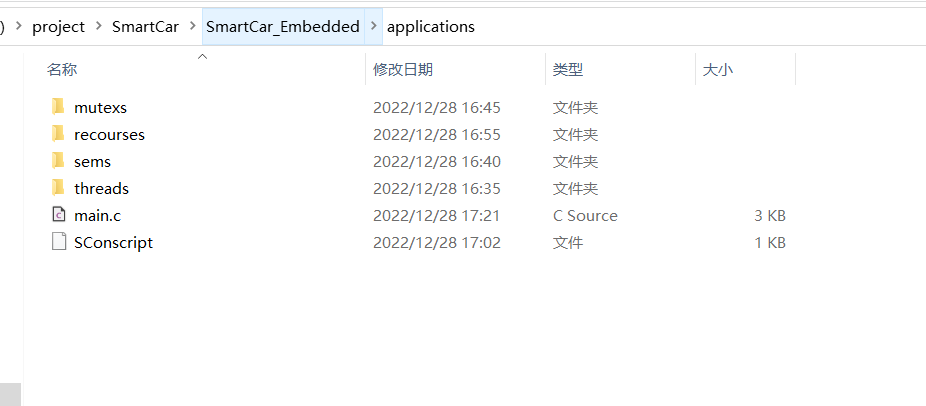 ) > project > SmartCar > SmartCar_Embedded > applications
名称 修改日期 类型 大小
mutexs 2022/12/28 16:45 文件夹
recourses 2022/12/28 16:55 文件夹
sems 2022/12/28 16:40 文件夹
threads 2022/12/28 16:35 文件夹
main.c 2022/12/28 17:21 C Source 3 KB
SConscript 2022/12/28 17:02 文件 1 KB